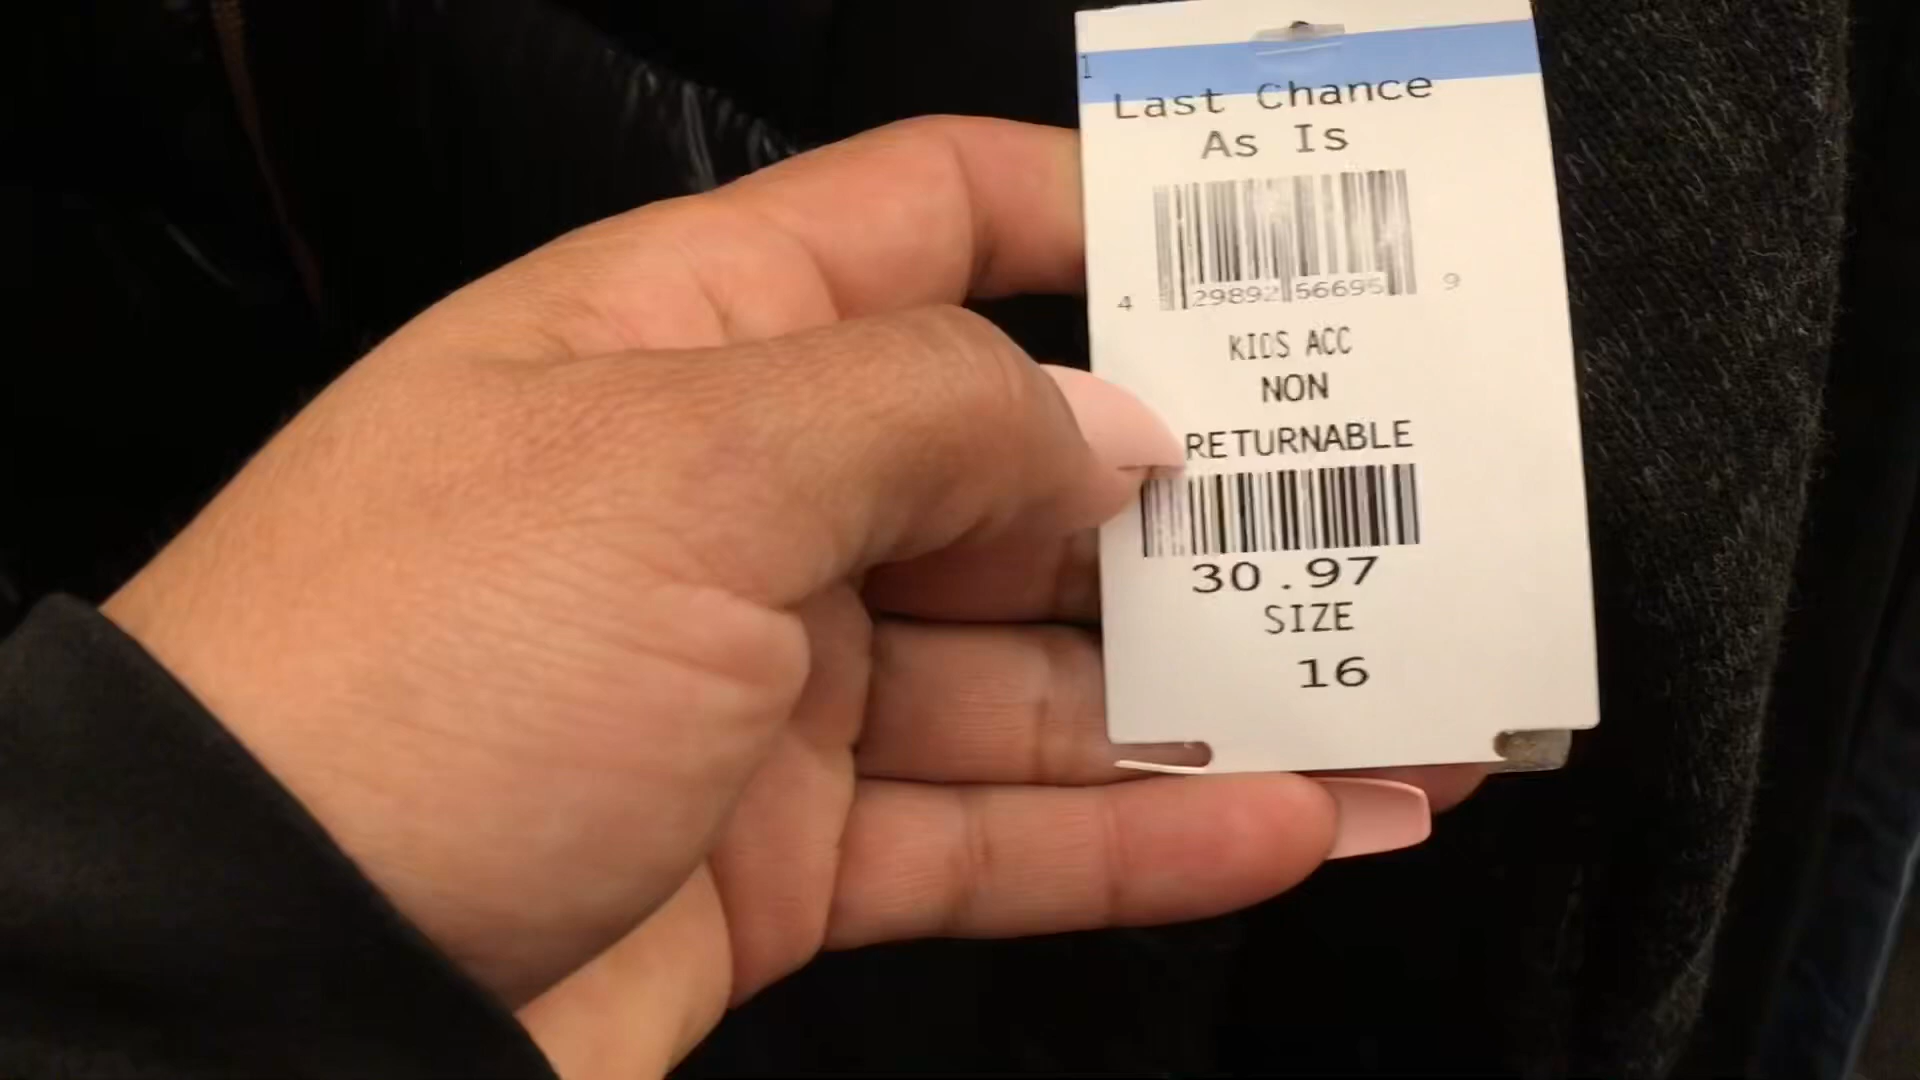 1
Last Chance
As Is
4 29892 56695 9
KIDS ACC
NON
RETURNABLE
30.97
SIZE
16